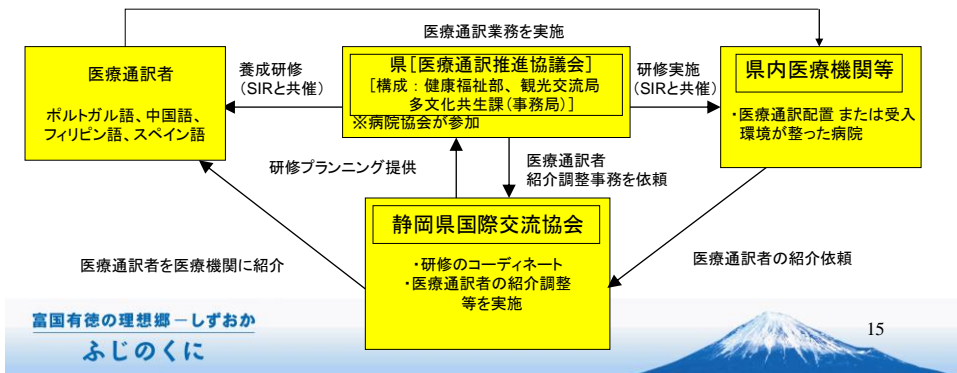 医療通訳業務を実施
医療通訳者
ポルトガル語、中国語、
フィリピン語、スペイン語
養成研修
（SIRと共催）
県［医療通訳推進協議会］
［構成：健康福祉部、観光交流局
多文化共生課（事務局）］
※病院協会が参加
研修実施
（SIRと共催）
県内医療機関等
・医療通訳配置 または受入
環境が整った病院
研修プランニング提供
医療通訳者
紹介調整事務を依頼
静岡県国際交流協会
・研修のコーディネート
・医療通訳者の紹介調整
等を実施
医療通訳者を医療機関に紹介
医療通訳者の紹介依頼
富国有徳の理想郷－しずおか
ふじのくに
15